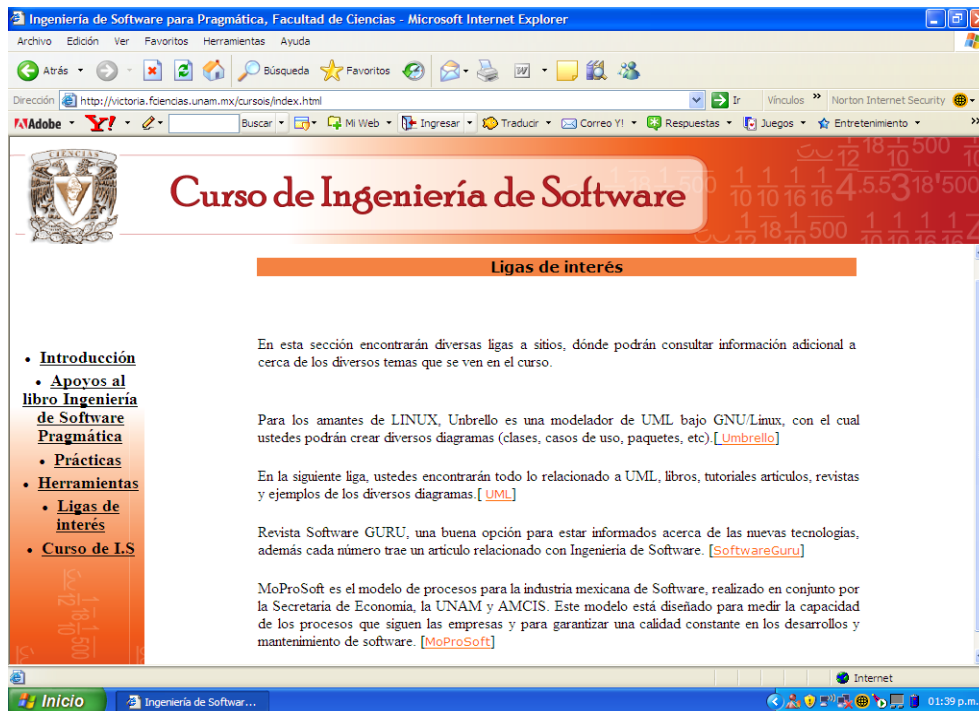 Ingeniería de Software para Pragmática, Facultad de Ciencias - Microsoft Internet Explorer
Archivo Edición Ver Favoritos Herramientas Ayuda
Atrás Búsqueda Favoritos
Dirección http://victoria.fciencias.unam.mx/cursois/index.html Ir Vínculos » Norton Internet Security
Adobe Y! Buscar Mi Web Ingresar Traducir Correo Y! Respuestas Juegos Entretenimiento »
CIENCIAS
Curso de Ingeniería de Software
Ligas de interés
• Introducción
• Apoyos al
libro Ingeniería
de Software
Pragmática
• Prácticas
• Herramientas
• Ligas de
interés
• Curso de I.S
En esta sección encontrarán diversas ligas a sitios, dónde podrán consultar información adicional a
cerca de los diversos temas que se ven en el curso.
Para los amantes de LINUX, Unbrello es una modelador de UML bajo GNU/Linux, con el cual
ustedes podrán crear diversos diagramas (clases, casos de uso, paquetes, etc).[ Umbrello]
En la siguiente liga, ustedes encontrarán todo lo relacionado a UML, libros, tutoriales articulos, revistas
y ejemplos de los diversos diagramas.[ UML]
Revista Software GURU, una buena opción para estar informados acerca de las nuevas tecnologías,
además cada número trae un artículo relacionado con Ingeniería de Software. [SoftwareGuru]
MoProSoft es el modelo de procesos para la industria mexicana de Software, realizado en conjunto por
la Secretaria de Economia, la UNAM y AMCIS. Este modelo está diseñado para medir la capacidad
de los procesos que siguen las empresas y para garantizar una calidad constante en los desarrollos y
mantenimiento de software. [MoProSoft]
Internet
Inicio Ingeniería de Softwar... 01:39 p.m.